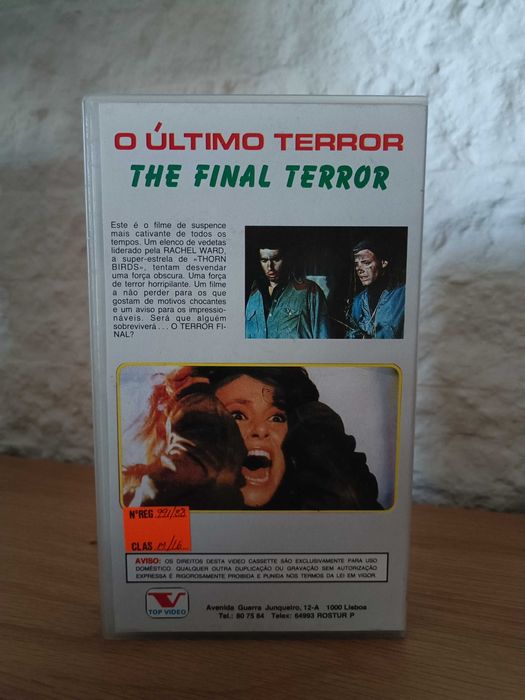 O ÚLTIMO TERROR
THE FINAL TERROR
Este é o filme de suspence
mais cativante de todos os
tempos. Um elenco de vedetas
liderado pela RACHEL WARD,
a super-estrela de «THORN
BIRDS», tentam desvendar
uma força obscura. Uma força
de terror horripilante. Um filme
a não perder para os que
gostam de motivos chocantes
e um aviso para os impressio-
náveis. Será que alguém
sobreviverá... O TERROR FI-
NAL?
NºREG. 991/88
CLAS. M/16
AVISO: OS DIREITOS DESTA VIDEO CASSETTE SÃO EXCLUSIVAMENTE PARA USO
DOMÉSTICO. QUALQUER OUTRA DUPLICAÇÃO OU GRAVAÇÃO SEM AUTORIZAÇÃO
EXPRESSA É RIGOROSAMENTE PROIBIDA E PUNIDA NOS TERMOS DA LEI EM VIGOR.
TOP VIDEO
Avenida Guerra Junqueiro, 12-A 1000 Lisboa
Tel.: 80 75 84 Telex: 64993 ROSTUR P